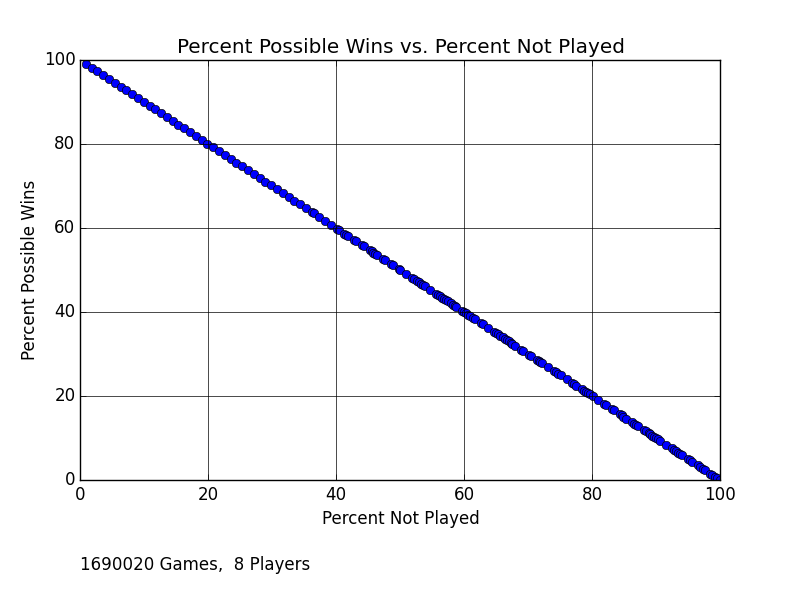 Percent Possible Wins vs. Percent Not Played
100
80
60
40
20
0
Percent Possible Wins
0 20 40 60 80 100
Percent Not Played
1690020 Games,  8 Players